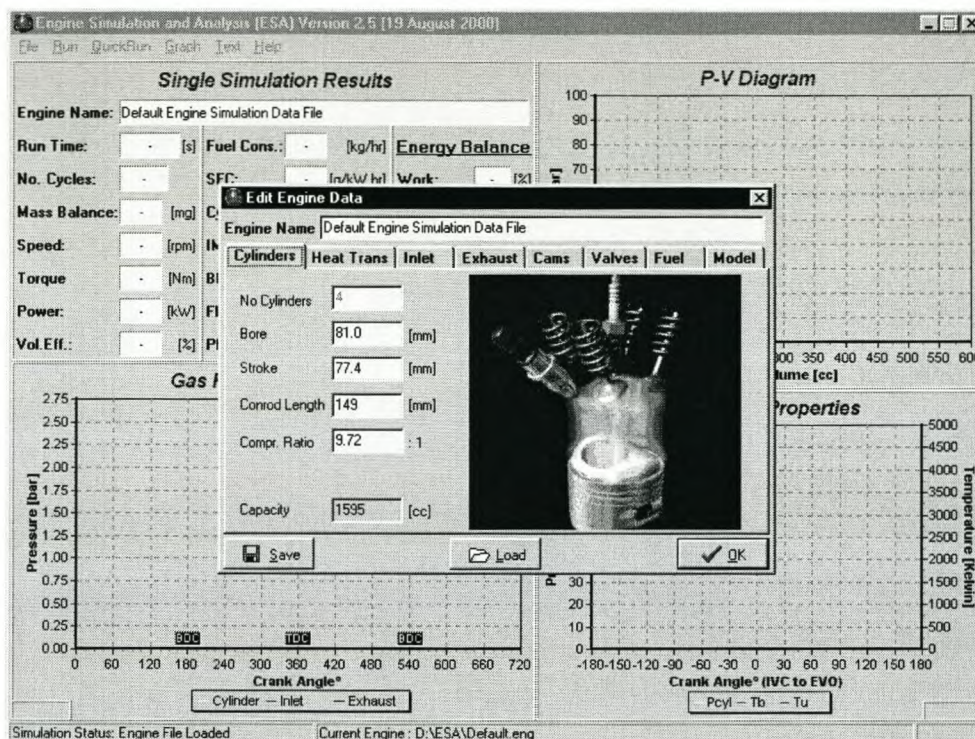 Engine Simulation and Analysis (ESA) Version 2.5 [19 August 2000]
File Run QuickRun Graph Text Help
Single Simulation Results
Engine Name: Default Engine Simulation Data File
Run Time: - [s] Fuel Cons.: - [kg/hr] Energy Balance
No. Cycles: - SFC: - [g/kW.hr] Work: - [%]
Mass Balance: - [mg]
Speed: - [rpm]
Torque - [Nm]
Power: - [kW]
Vol.Eff.: - [%]
P-V Diagram
100
90
80
70
300 350 400 450 500 550 600
Edit Engine Data
Engine Name Default Engine Simulation Data File
Cylinders Heat Trans Inlet Exhaust Cams Valves Fuel Model
No Cylinders 4
Bore 81.0 [mm]
Stroke 77.4 [mm]
Conrod Length 149 [mm]
Compr. Ratio 9.72 : 1
Capacity 1595 [cc]
Save Load OK
Gas
2.75
2.50
2.25
2.00
1.75
1.50
1.25
1.00
0.75
0.50
0.25
0.00
Pressure [bar]
BDC TDC BDC
0 60 120 180 240 300 360 420 480 540 600 660 720
Crank Angle°
Cylinder — Inlet — Exhaust
Properties
5000
4500
4000
3500
3000
2500
2000
1500
1000
500
0
Temperature [Kelvin]
30
20
10
0
-180 -150 -120 -90 -60 -30 0 30 60 90 120 150 180
Crank Angle° (IVC to EVO)
Pcyl — Tb — Tu
Simulation Status: Engine File Loaded
Current Engine : D:\ESA\Default.eng